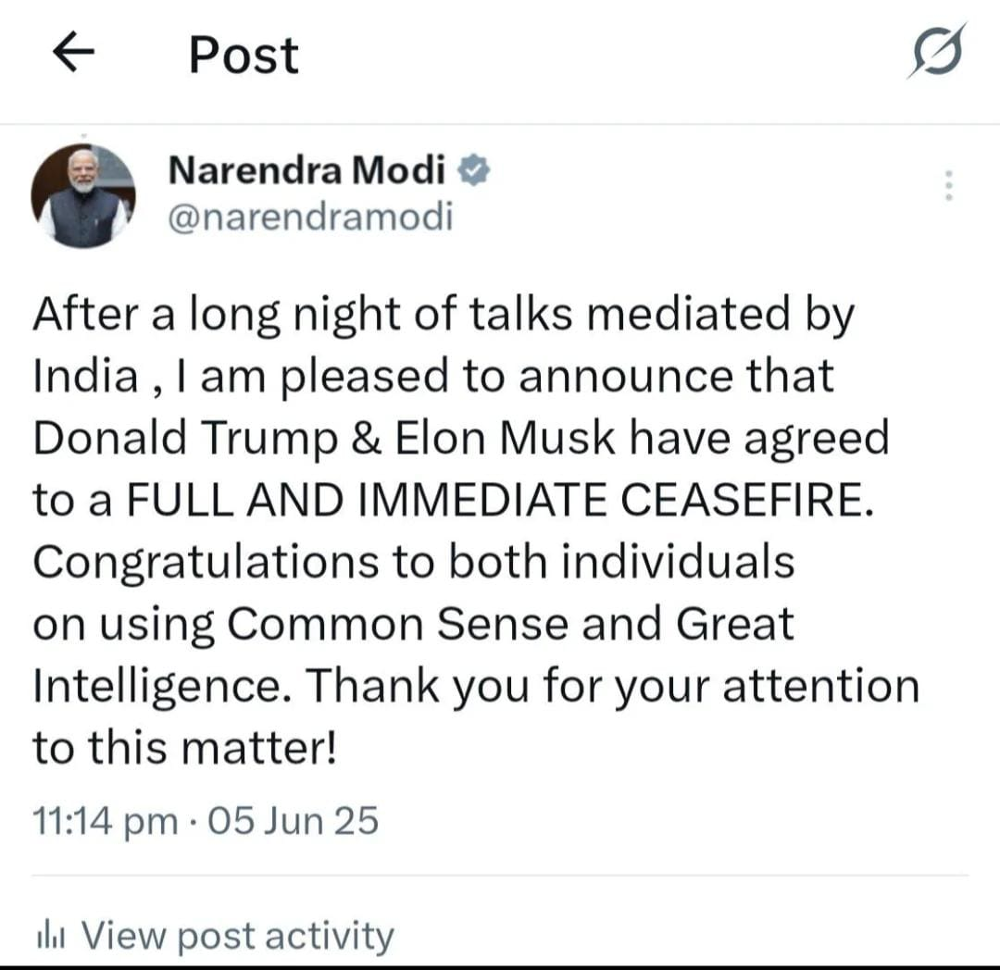 Post
Narendra Modi
@narendramodi
After a long night of talks mediated by
India , I am pleased to announce that
Donald Trump & Elon Musk have agreed
to a FULL AND IMMEDIATE CEASEFIRE.
Congratulations to both individuals
on using Common Sense and Great
Intelligence. Thank you for your attention
to this matter!
11:14 pm · 05 Jun 25
View post activity